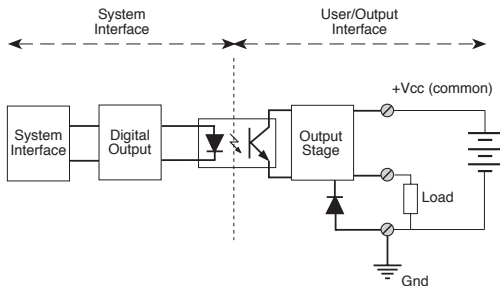 System
Interface
User/Output
Interface
+Vcc (common)
System
Interface
Digital
Output
Output
Stage
Load
Gnd